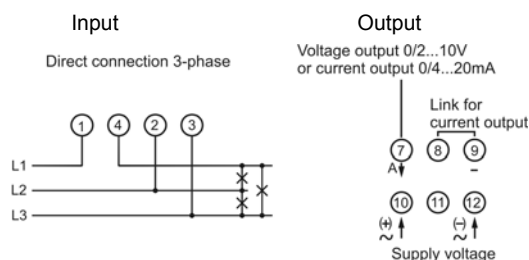 Input
Output
Direct connection 3-phase
Voltage output 0/2...10V
or current output 0/4...20mA
Link for
current output
1 4 2 3
7 8 9
A –
L1
L2
L3
10 11 12
(+) (–)
~ ~
Supply voltage